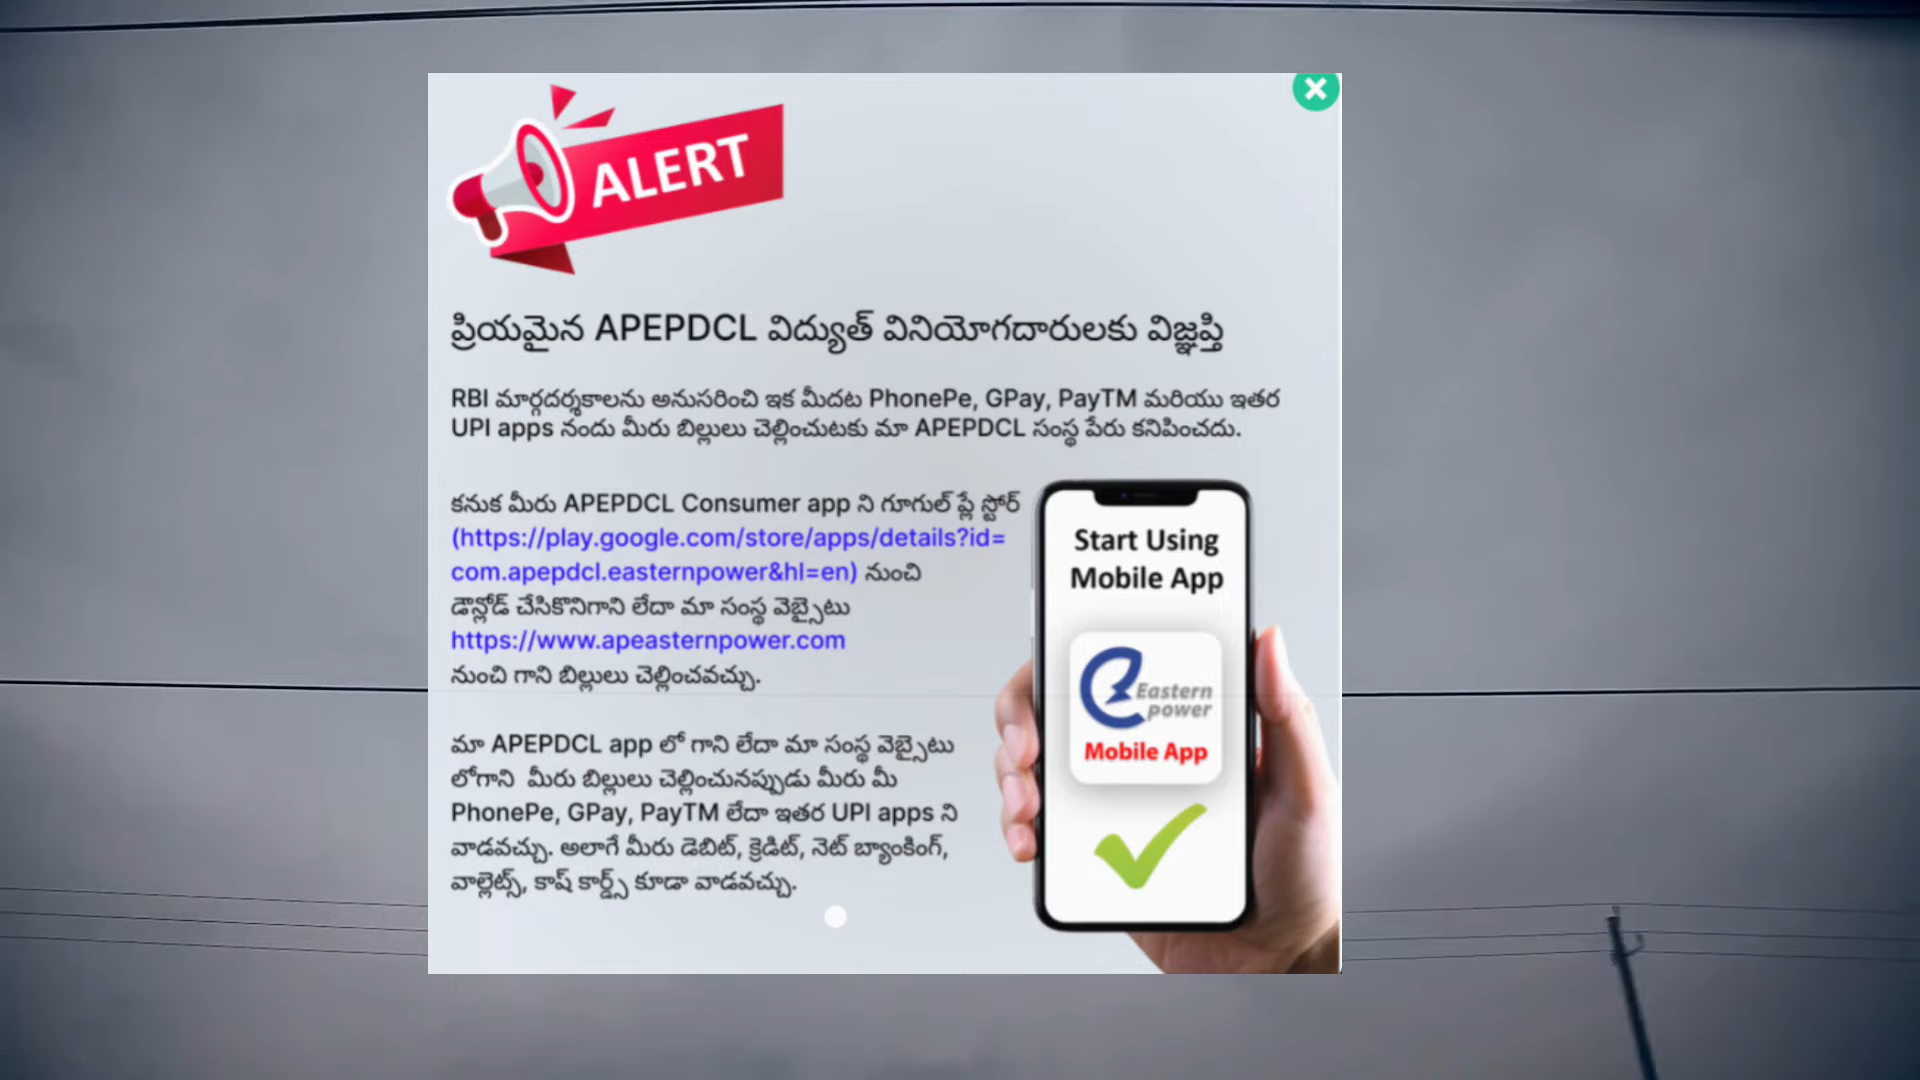 ALERT
ప్రియమైన APEPDCL విద్యుత్ వినియోగదారులకు విజ్ఞప్తి
RBI మార్గదర్శకాలను అనుసరించి ఇక మీదట PhonePe, GPay, PayTM మరియు ఇతర
UPI apps నందు మీరు బిల్లులు చెల్లించుటకు మా APEPDCL సంస్థ పేరు కనిపించదు.
కనుక మీరు APEPDCL Consumer app ని గూగుల్ ప్లే స్టోర్
(https://play.google.com/store/apps/details?id=
com.apepdcl.easternpower&hl=en) నుంచి
డౌన్లోడ్ చేసికొనిగాని లేదా మా సంస్థ వెబ్సైటు
https://www.apeasternpower.com
నుంచి గాని బిల్లులు చెల్లించవచ్చు.
మా APEPDCL app లో గాని లేదా మా సంస్థ వెబ్సైటు
లోగాని మీరు బిల్లులు చెల్లించునప్పుడు మీరు మీ
PhonePe, GPay, PayTM లేదా ఇతర UPI apps ని
వాడవచ్చు. అలాగే మీరు డెబిట్, క్రెడిట్, నెట్ బ్యాంకింగ్,
వాల్లెట్స్, కాష్ కార్డ్స్ కూడా వాడవచ్చు.
Start Using
Mobile App
Eastern
power
Mobile App